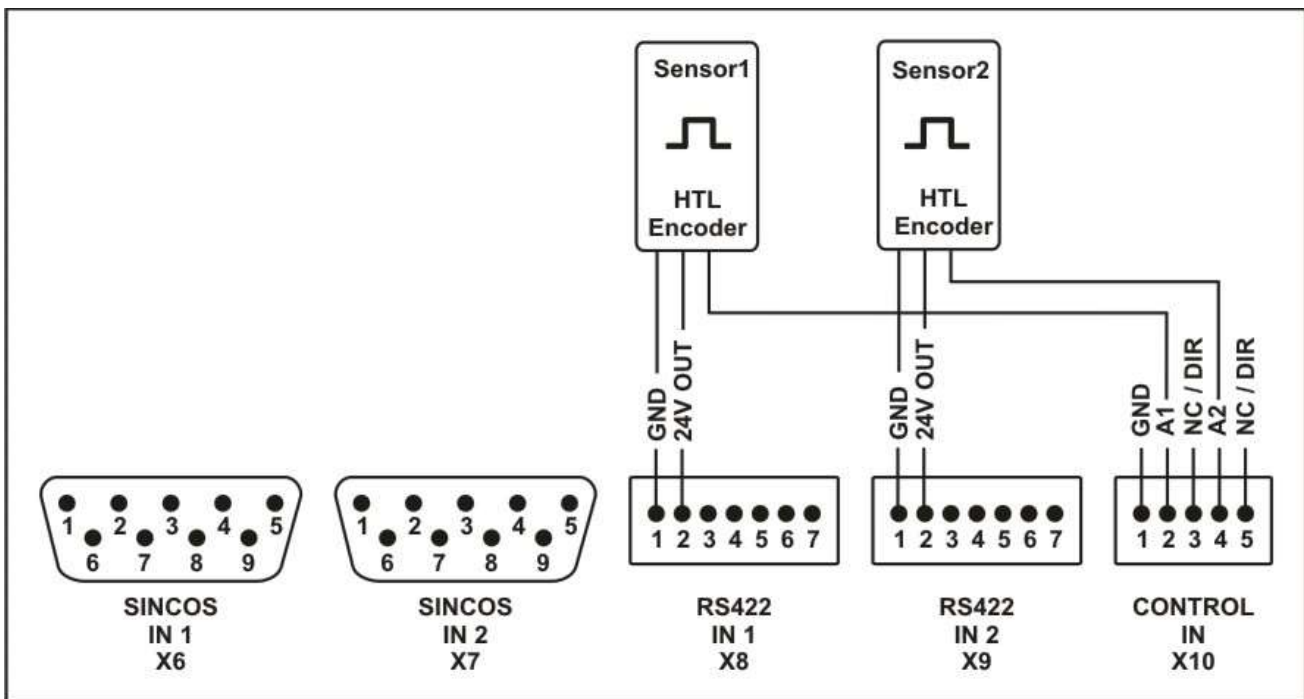 Sensor1
HTL
Encoder
Sensor2
HTL
Encoder
GND
24V OUT
GND
24V OUT
GND
A1
NC / DIR
A2
NC / DIR
1 2 3 4 5
6 7 8 9
SINCOS
IN 1
X6
1 2 3 4 5
6 7 8 9
SINCOS
IN 2
X7
1 2 3 4 5 6 7
RS422
IN 1
X8
1 2 3 4 5 6 7
RS422
IN 2
X9
1 2 3 4 5
CONTROL
IN
X10